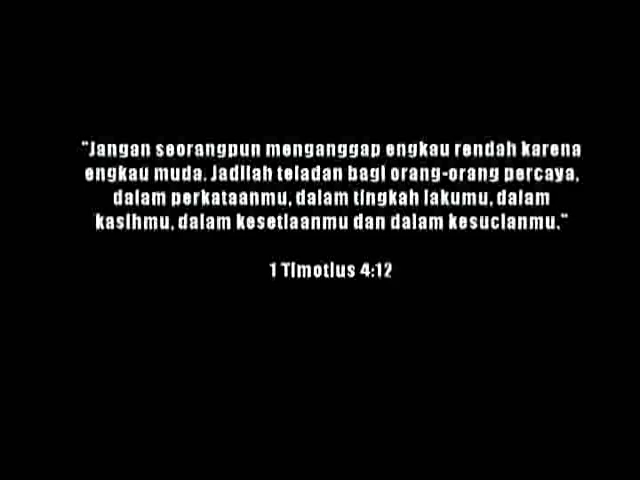 "Jangan seorangpun menganggap engkau rendah karena
engkau muda. Jadilah teladan bagi orang-orang percaya,
dalam perkataanmu, dalam tingkah lakumu, dalam
kasihmu, dalam kesetiaanmu dan dalam kesucianmu."
1 Timotius 4:12